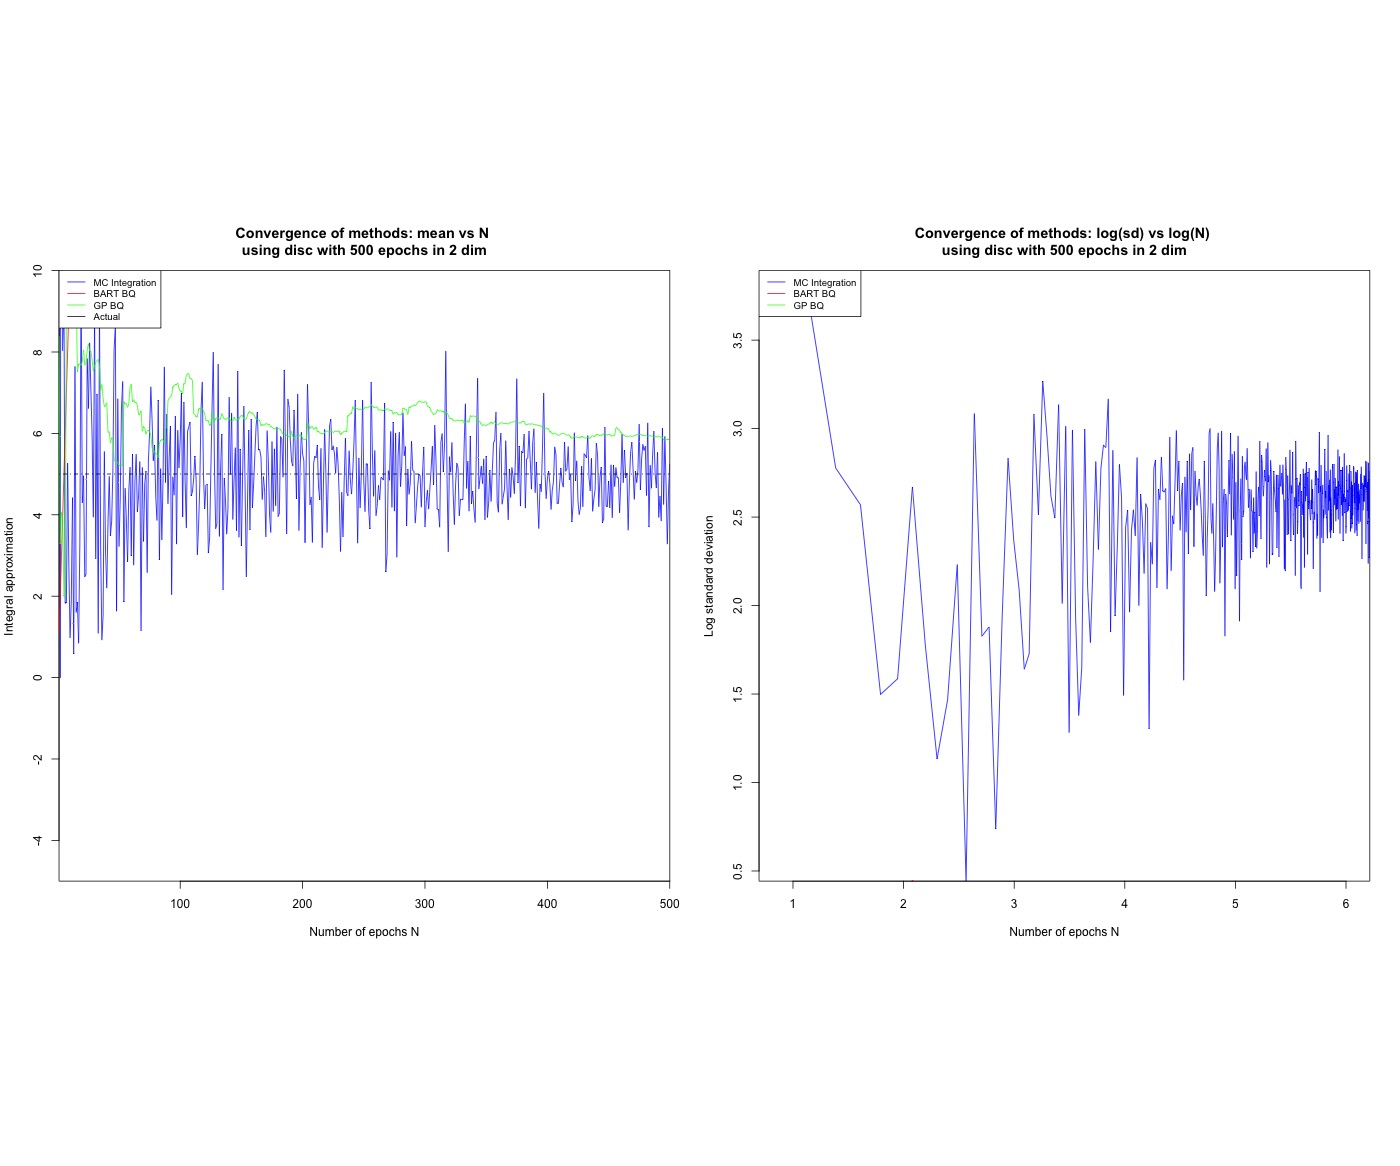 Convergence of methods: mean vs N
using disc with 500 epochs in 2 dim
MC Integration
BART BQ
GP BQ
Actual
Integral approximation
10
8
6
4
2
0
-2
-4
100
200
300
400
500
Number of epochs N
Convergence of methods: log(sd) vs log(N)
using disc with 500 epochs in 2 dim
MC Integration
BART BQ
GP BQ
Log standard deviation
3.5
3.0
2.5
2.0
1.5
1.0
0.5
1
2
3
4
5
6
Number of epochs N